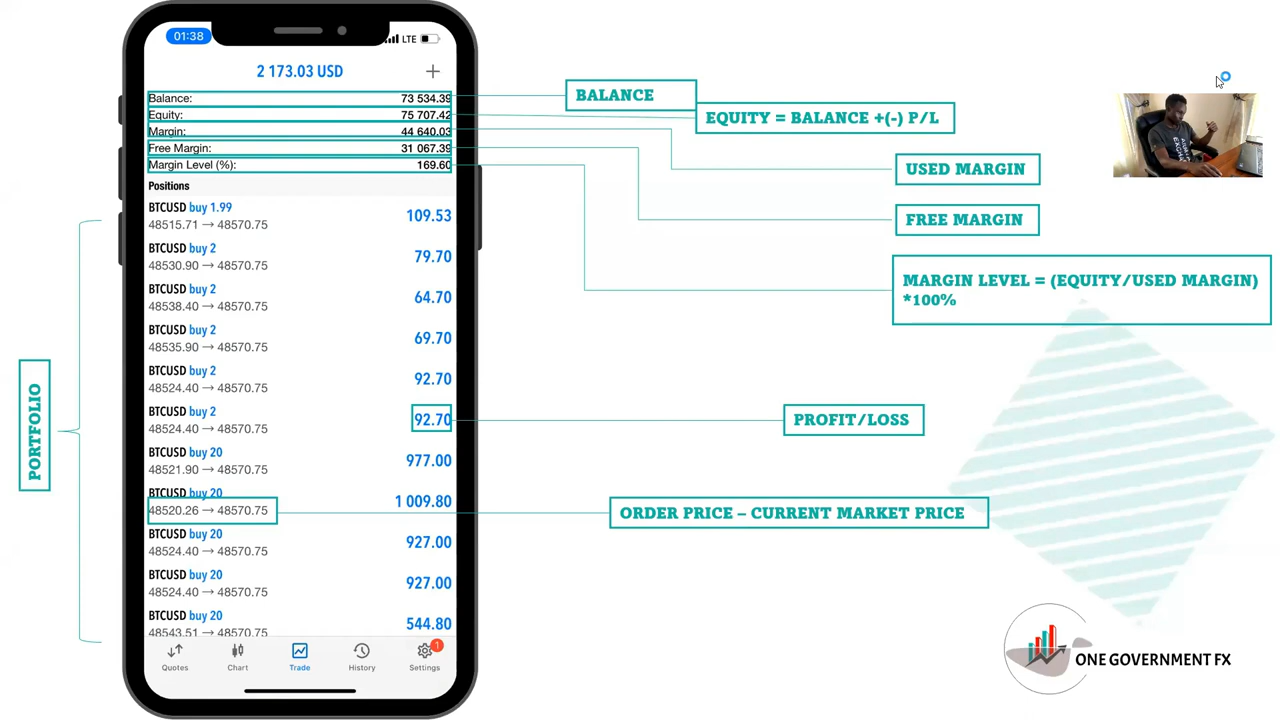 01:38
LTE
2 173.03 USD
+
Balance: 73 534.39
Equity: 75 707.42
Margin: 44 640.03
Free Margin: 31 067.39
Margin Level (%): 169.60
Positions
BTCUSD buy 1.99
48515.71 → 48570.75
109.53
BTCUSD buy 2
48530.90 → 48570.75
79.70
BTCUSD buy 2
48538.40 → 48570.75
64.70
BTCUSD buy 2
48535.90 → 48570.75
69.70
BTCUSD buy 2
48524.40 → 48570.75
92.70
BTCUSD buy 2
48524.40 → 48570.75
92.70
BTCUSD buy 20
48521.90 → 48570.75
977.00
BTCUSD buy 20
48520.26 → 48570.75
1 009.80
BTCUSD buy 20
48524.40 → 48570.75
927.00
BTCUSD buy 20
48524.40 → 48570.75
927.00
BTCUSD buy 20
48543.51 → 48570.75
544.80
Quotes
Chart
Trade
History
Settings
1
PORTFOLIO
BALANCE
EQUITY = BALANCE +(-) P/L
USED MARGIN
FREE MARGIN
MARGIN LEVEL = (EQUITY/USED MARGIN)
*100%
PROFIT/LOSS
ORDER PRICE – CURRENT MARKET PRICE
ONE GOVERNMENT FX